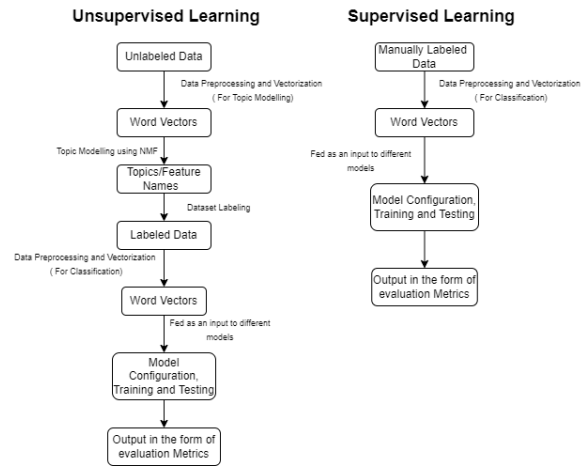 Unsupervised Learning
Unlabeled Data
Data Preprocessing and Vectorization
( For Topic Modelling)
Word Vectors
Topic Modelling using NMF
Topics/Feature
Names
Dataset Labeling
Labeled Data
Data Preprocessing and Vectorization
( For Classification)
Word Vectors
Fed as an input to different
models
Model
Configuration,
Training and Testing
Output in the form of
evaluation Metrics
Supervised Learning
Manually Labeled
Data
Data Preprocessing and Vectorization
( For Classification)
Word Vectors
Fed as an input to different
models
Model Configuration,
Training and Testing
Output in the form of
evaluation Metrics